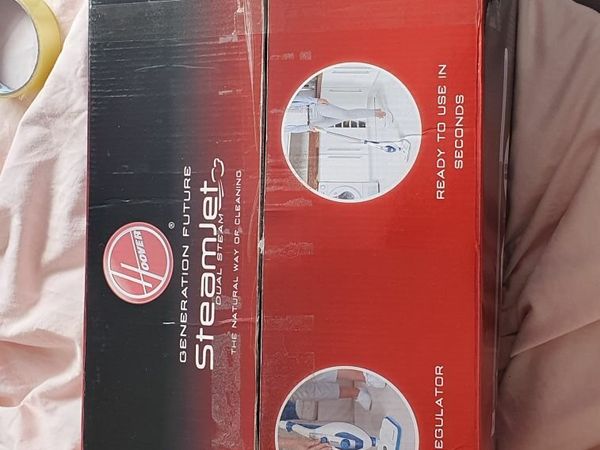 HOOVER
®
GENERATION FUTURE
SteamJet
DUAL STEAM
THE NATURAL WAY OF CLEANING
READY TO USE IN
SECONDS
EGULATOR